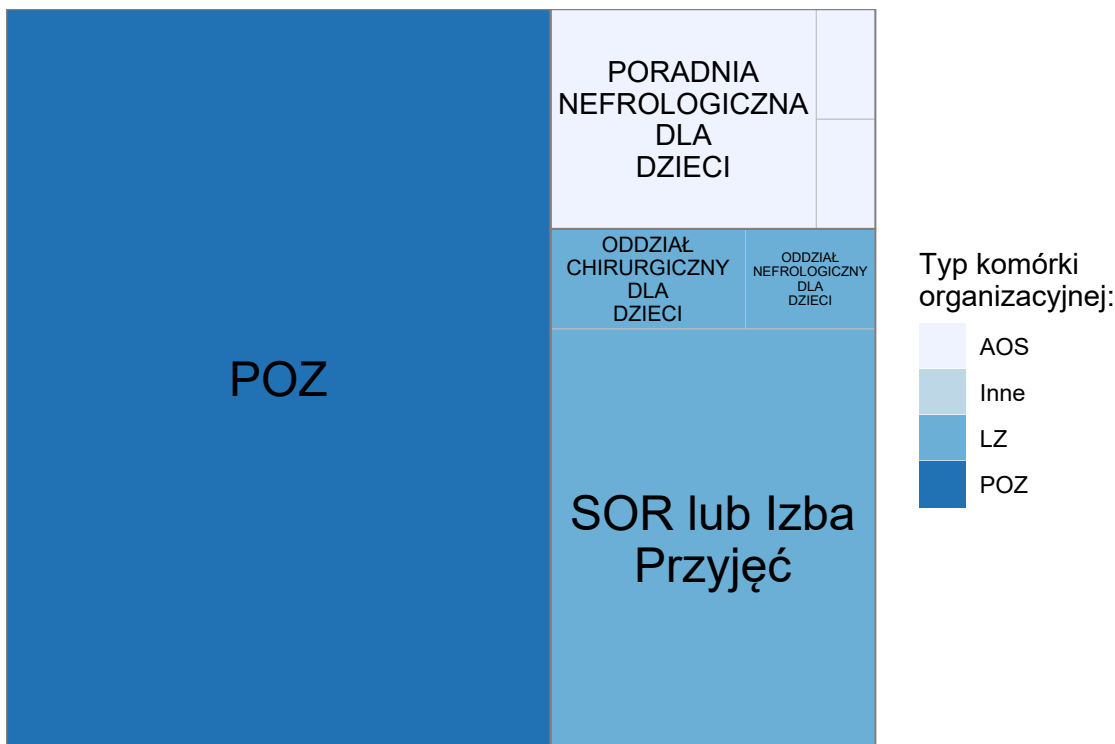 POZ
PORADNIA
NEFROLOGICZNA
DLA
DZIECI
ODDZIAŁ
CHIRURGICZNY
DLA
DZIECI
ODDZIAŁ
NEFROLOGICZNY
DLA
DZIECI
SOR lub Izba
Przyjęć
Typ komórki
organizacyjnej:
AOS
Inne
LZ
POZ